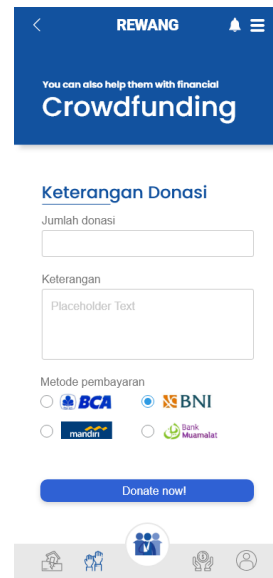 REWANG
You can also help them with financial
Crowdfunding
Keterangan Donasi
Jumlah donasi
Keterangan
Placeholder Text
Metode pembayaran
BCA
BNI
mandiri
Bank
Muamalat
Donate now!